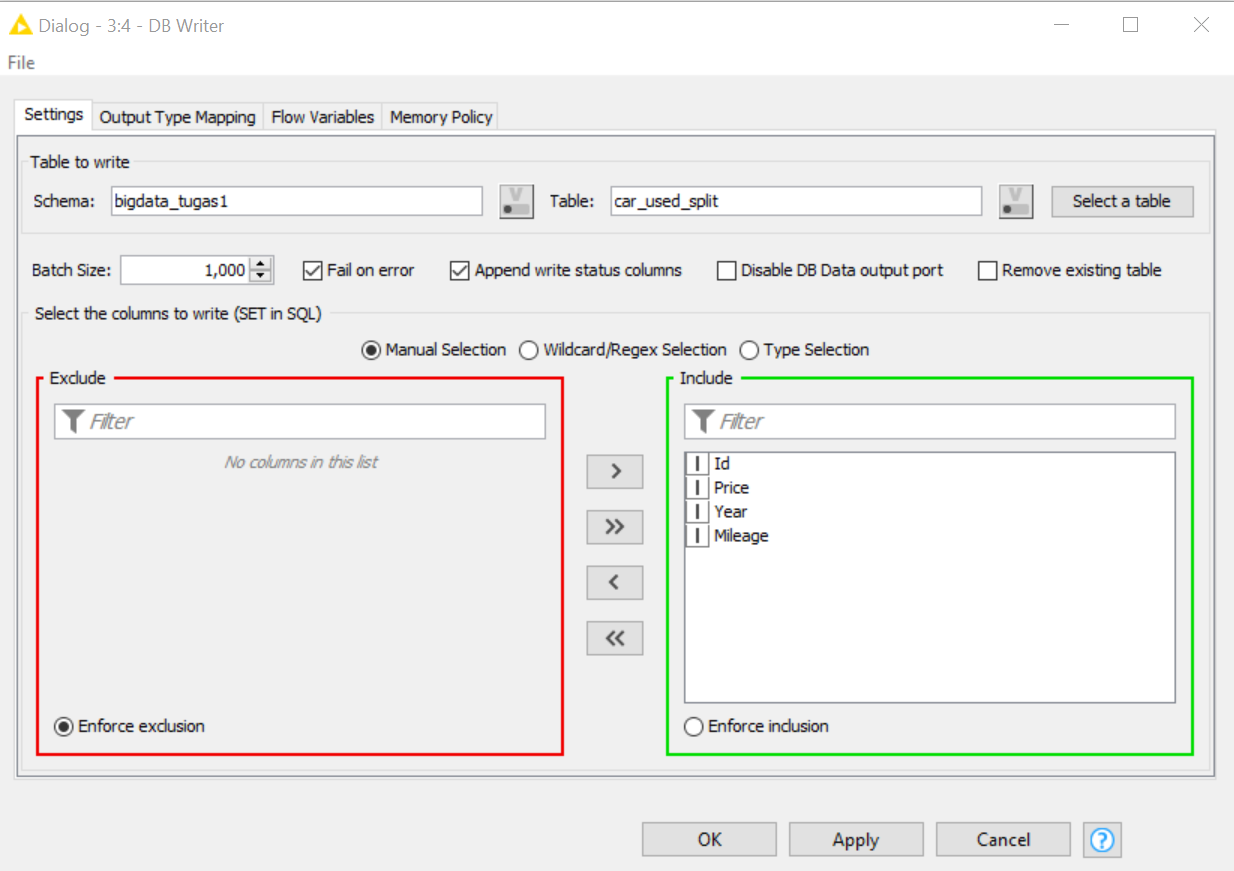 Dialog - 3:4 - DB Writer
File
Settings Output Type Mapping Flow Variables Memory Policy
Table to write
Schema: bigdata_tugas1 V Table: car_used_split V Select a table
Batch Size: 1,000 Fail on error Append write status columns Disable DB Data output port Remove existing table
Select the columns to write (SET in SQL)
Manual Selection Wildcard/Regex Selection Type Selection
Exclude Include
Filter Filter
No columns in this list
I Id
I Price
I Year
I Mileage
> 
>>
<
<<
Enforce exclusion Enforce inclusion
OK Apply Cancel ?